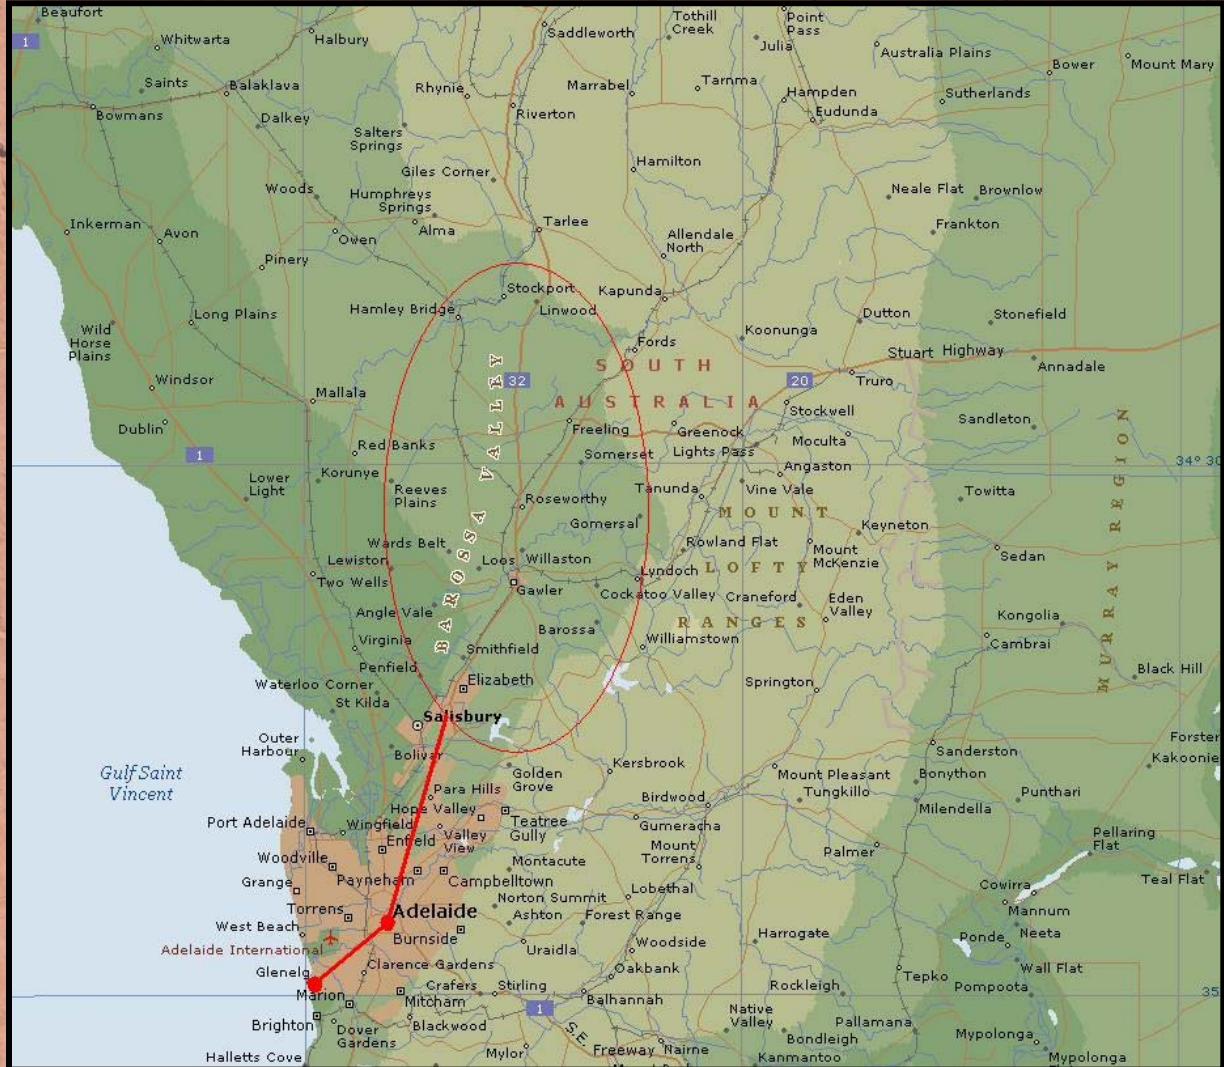 Beaufort
1
Whitwarta
Halbury
Saddleworth
Tothill
Creek
Point
Pass
Julia
Australia Plains
Bower
Mount Mary
Saints
Balaklava
Rhynie
Marrabel
Tarnma
Hampden
Sutherlands
Bowmans
Dalkey
Riverton
Eudunda
Salters
Springs
Hamilton
Giles Corner
Woods
Humphreys
Springs
Neale Flat
Brownlow
Inkerman
Avon
Owen
Alma
Tarlee
Allendale
North
Frankton
Pinery
Stockport
Kapunda
Hamley Bridge
Linwood
Long Plains
Dutton
Stonefield
Wild
Horse
Plains
Fords
Koonunga
SOUTH
AUSTRALIA
Stuart Highway
Annadale
Windsor
Mallala
32
20
Truro
Stockwell
Dublin
Freeling
Greenock
Moculta
Sandleton
1
Red Banks
Somerset
Lights Pass
34° 30
Lower
Light
Korunye
Reeves
Plains
Angaston
BAROSSA VALLEY
Roseworthy
Tanunda
Vine Vale
Towitta
Gomersal
MOUNT
LOFTY
RANGES
Keyneton
MURRAY REGION
Wards Belt
Rowland Flat
Mount
McKenzie
Sedan
Lewiston
Loos
Willaston
Two Wells
Lyndoch
Gawler
Cockatoo Valley
Craneford
Eden
Valley
Angle Vale
Kongolia
Virginia
Barossa
Williamstown
Cambrai
Smithfield
Penfield
Black Hill
Waterloo Corner
Elizabeth
Springton
St Kilda
Salisbury
Outer
Harbour
Bolivar
Sanderston
Forster
Kakoonie
Gulf Saint
Vincent
Golden
Grove
Kersbrook
Mount Pleasant
Bonython
Para Hills
Birdwood
Tungkillo
Punthari
Hope Valley
Milendella
Port Adelaide
Wingfield
Teatree
Gully
Gumeracha
Enfield
Valley
View
Mount
Torrens
Palmer
Pellaring
Flat
Woodville
Montacute
Grange
Payneham
Campbelltown
Lobethal
Cowirra
Teal Flat
Norton Summit
Torrens
Adelaide
Ashton
Forest Range
Mannum
West Beach
Burnside
Harrogate
Ponde
Neeta
Adelaide International
Uraidla
Woodside
Glenelg
Clarence Gardens
Oakbank
Tepko
Wall Flat
Marion
Crafers
Stirling
Rockleigh
Pompoota
35
Mitcham
1
Balhannah
Brighton
Dover
Gardens
Blackwood
S.E.
Freeway
Native
Valley
Pallamana
Bondleigh
Mypolonga
Halletts Cove
Mylor
Nairne
Kanmantoo
Mypolonga